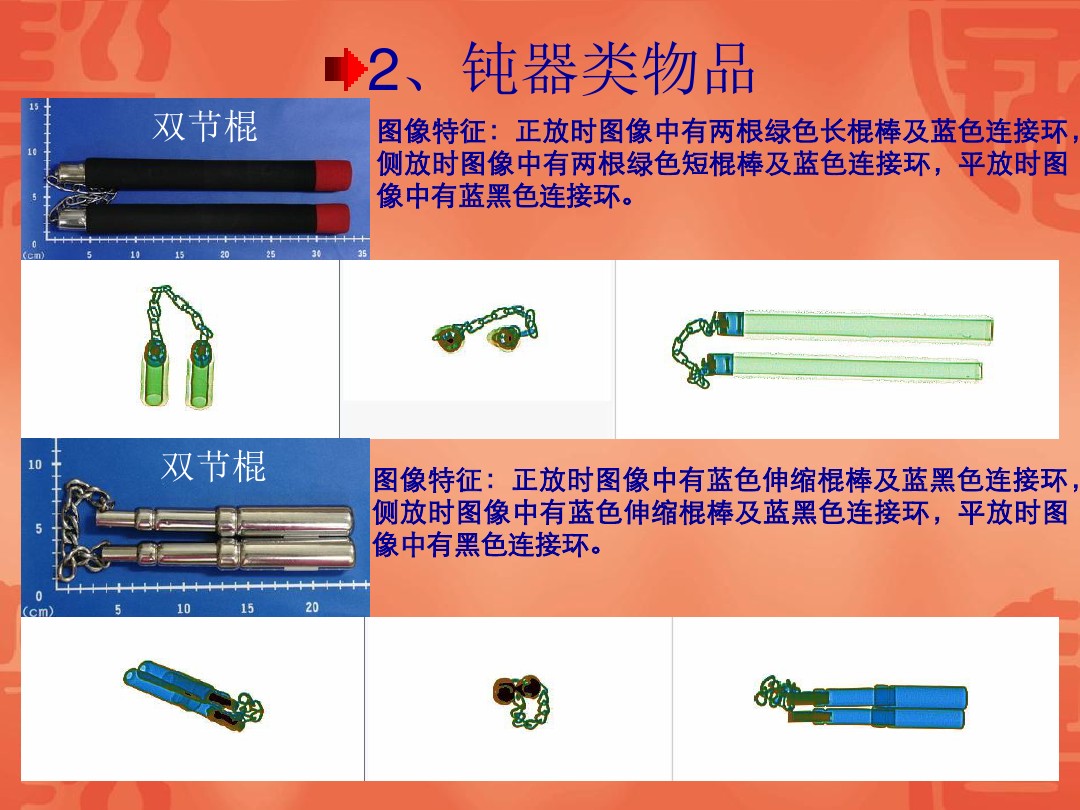 2、钝器类物品
双节棍
15
10
5
0
(cm) 5 10 15 20 25 30 35
图像特征：正放时图像中有两根绿色长棍棒及蓝色连接环，
侧放时图像中有两根绿色短棍棒及蓝色连接环，平放时图
像中有蓝黑色连接环。
双节棍
10
5
0
(cm) 5 10 15 20
图像特征：正放时图像中有蓝色伸缩棍棒及蓝黑色连接环，
侧放时图像中有蓝色伸缩棍棒及蓝黑色连接环，平放时图
像中有黑色连接环。